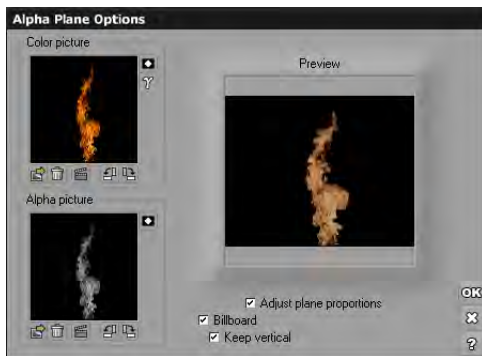 Alpha Plane Options
Color picture
Preview
Alpha picture
Adjust plane proportions
Billboard
Keep vertical
OK
?